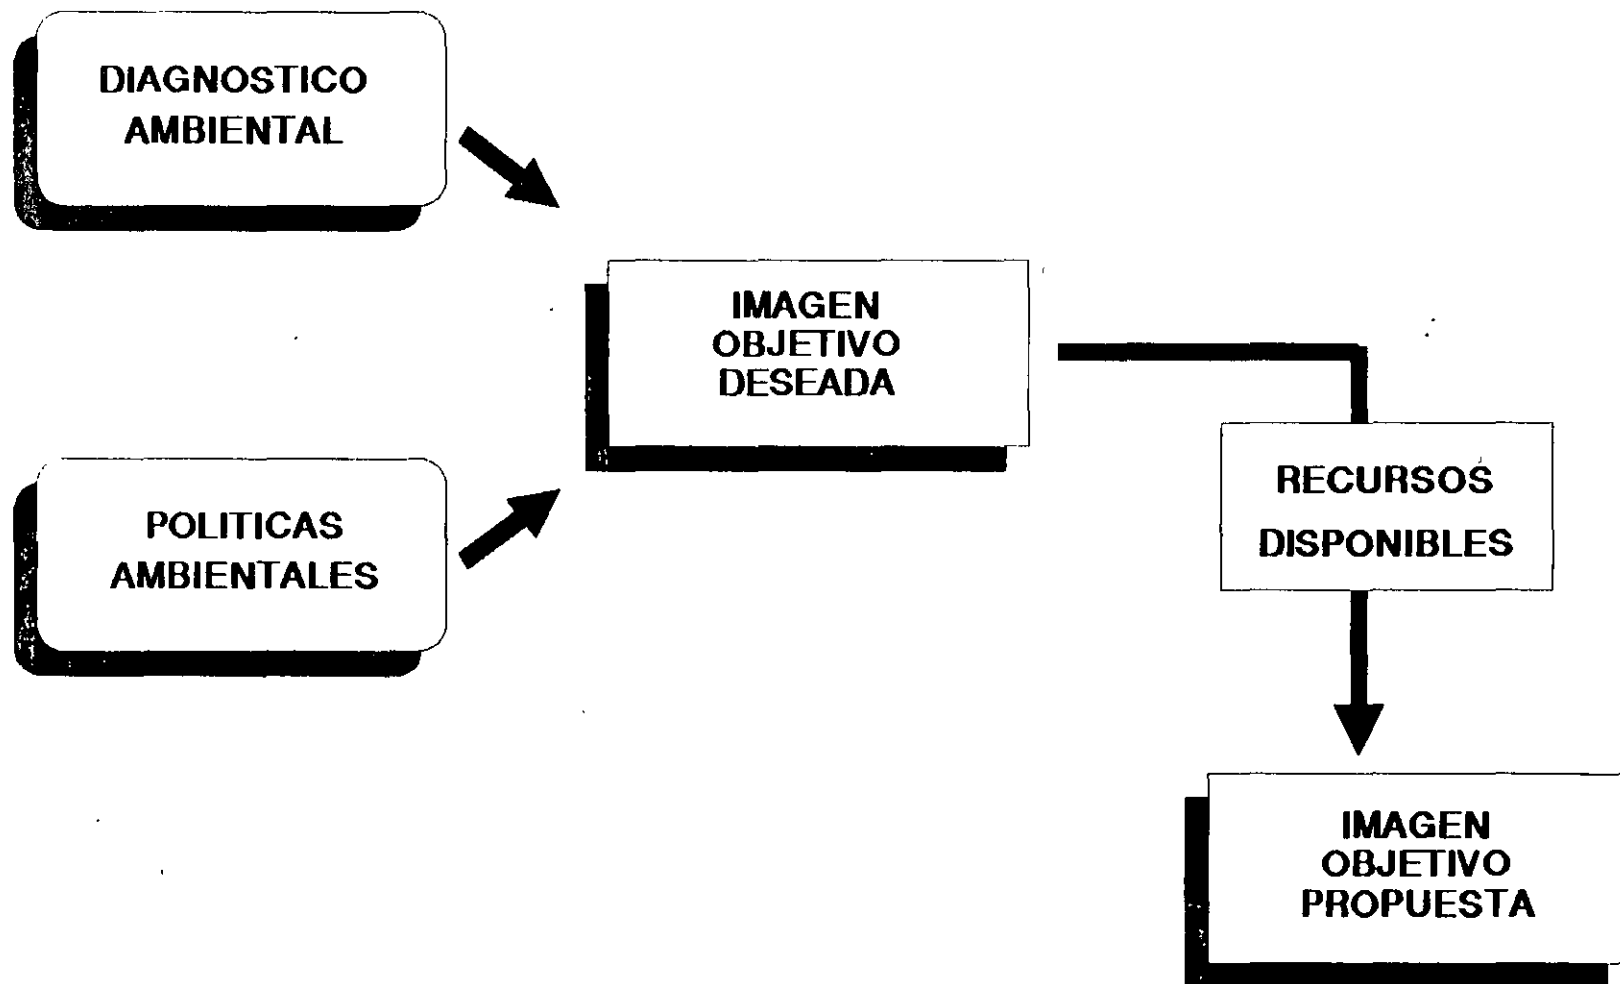 DIAGNOSTICO
AMBIENTAL
IMAGEN
OBJETIVO
DESEADA
POLITICAS
AMBIENTALES
RECURSOS
DISPONIBLES
IMAGEN
OBJETIVO
PROPUESTA